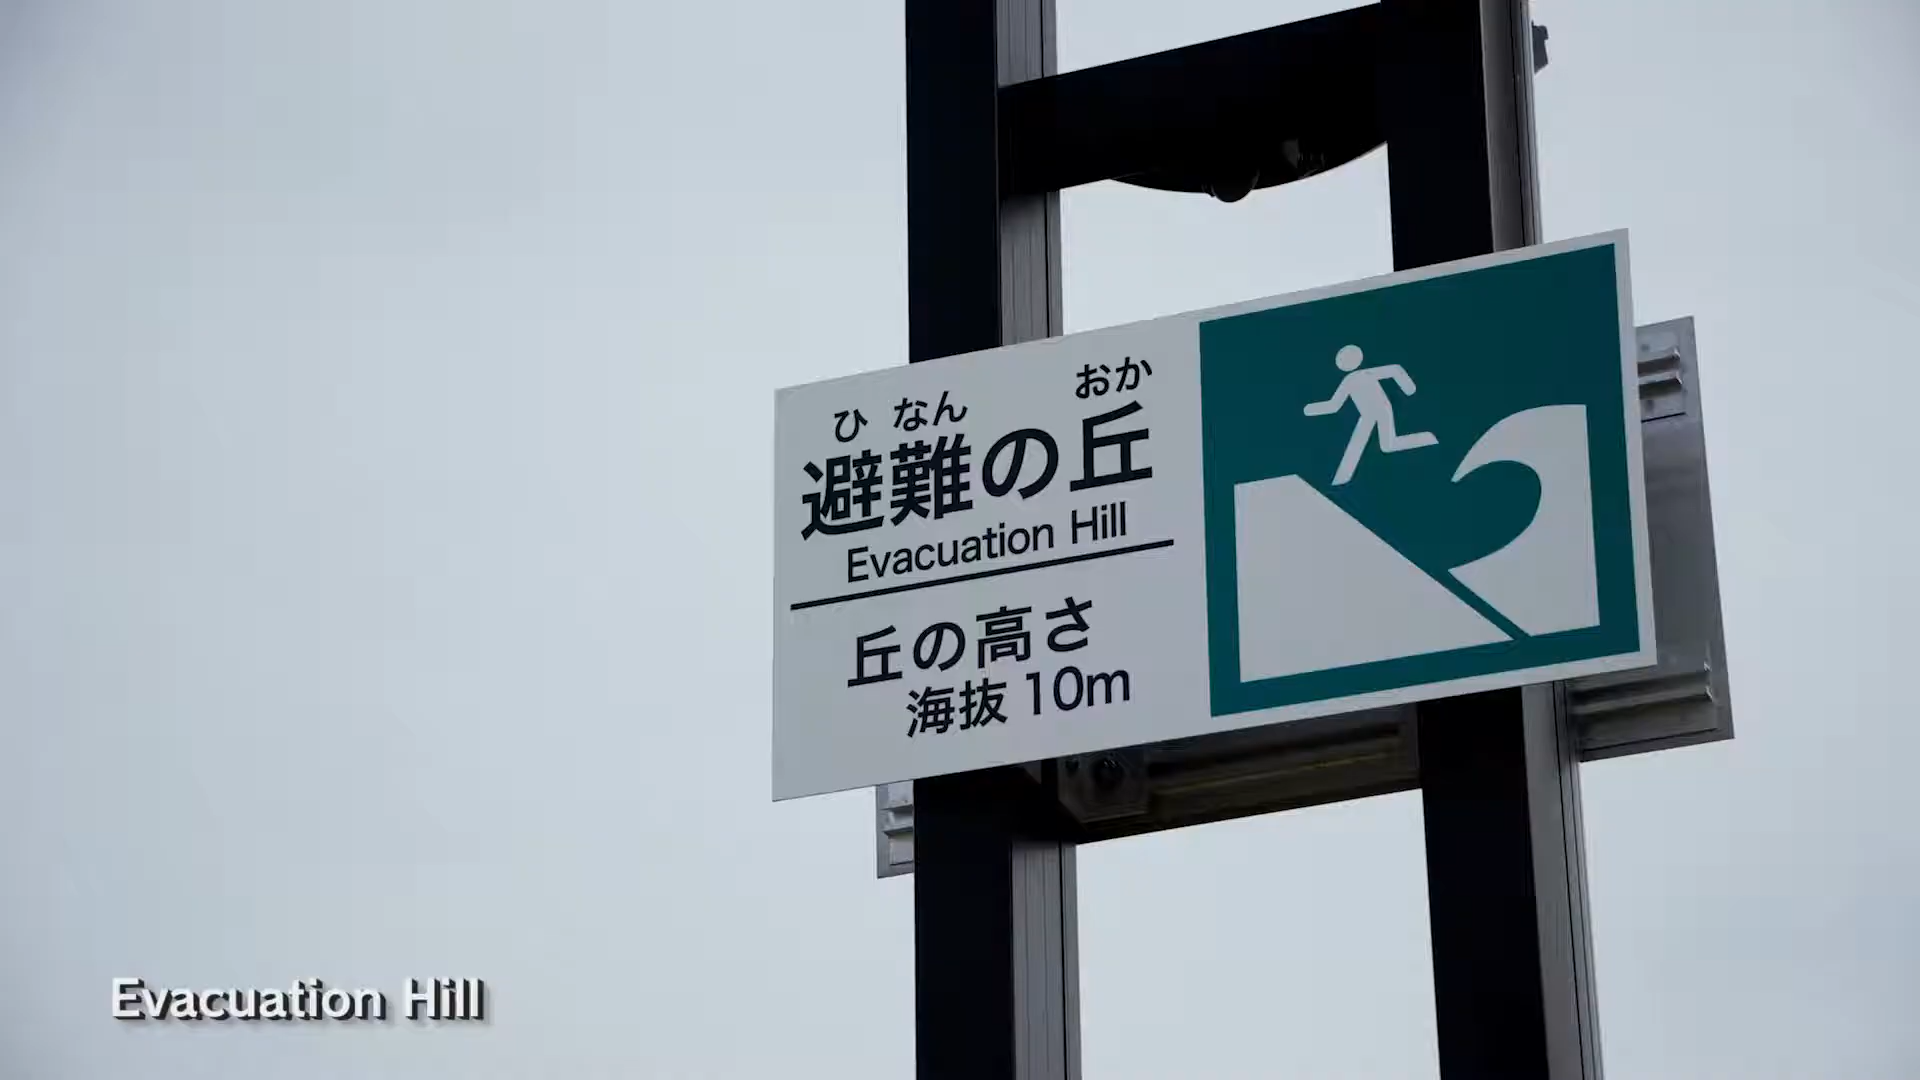 ひ なん おか
避難の丘
Evacuation Hill
丘の高さ
海抜 10m
Evacuation Hill